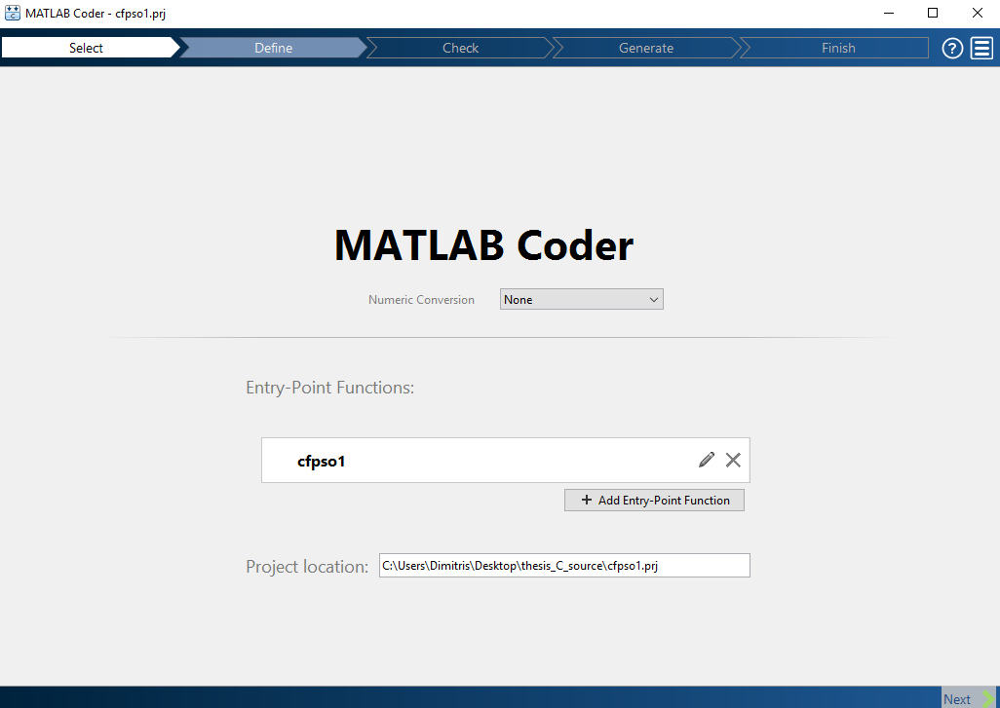 MATLAB Coder - cfpso1.prj
Select Define Check Generate Finish ?
MATLAB Coder
Numeric Conversion None
Entry-Point Functions:
cfpso1
+ Add Entry-Point Function
Project location: C:\Users\Dimitris\Desktop\thesis_C_source\cfpso1.prj
Next